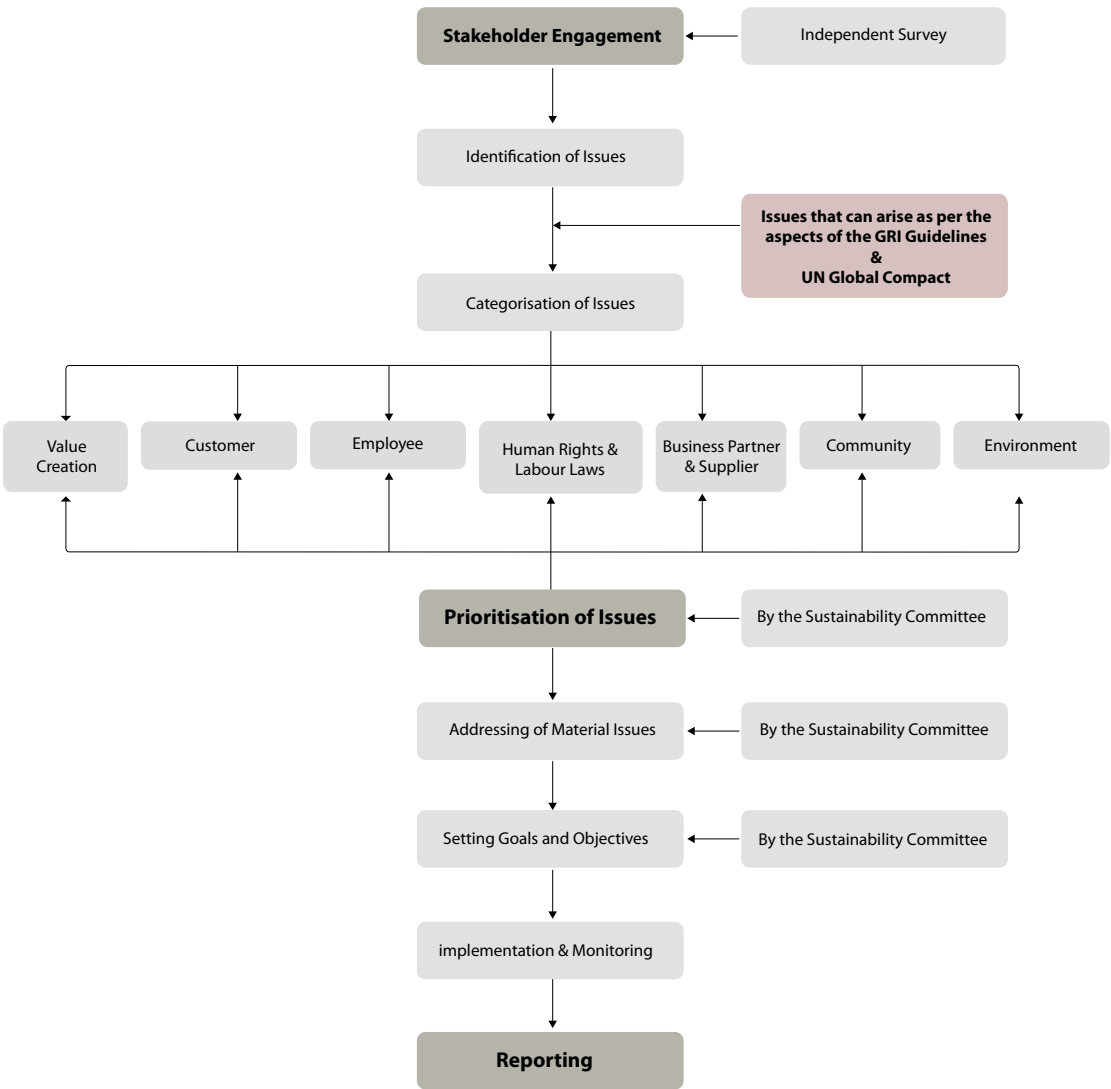 Stakeholder Engagement
Independent Survey
Identification of Issues
Issues that can arise as per the
aspects of the GRI Guidelines
&
UN Global Compact
Categorisation of Issues
Value
Creation
Customer
Employee
Human Rights &
Labour Laws
Business Partner
& Supplier
Community
Environment
Prioritisation of Issues
By the Sustainability Committee
Addressing of Material Issues
By the Sustainability Committee
Setting Goals and Objectives
By the Sustainability Committee
implementation & Monitoring
Reporting